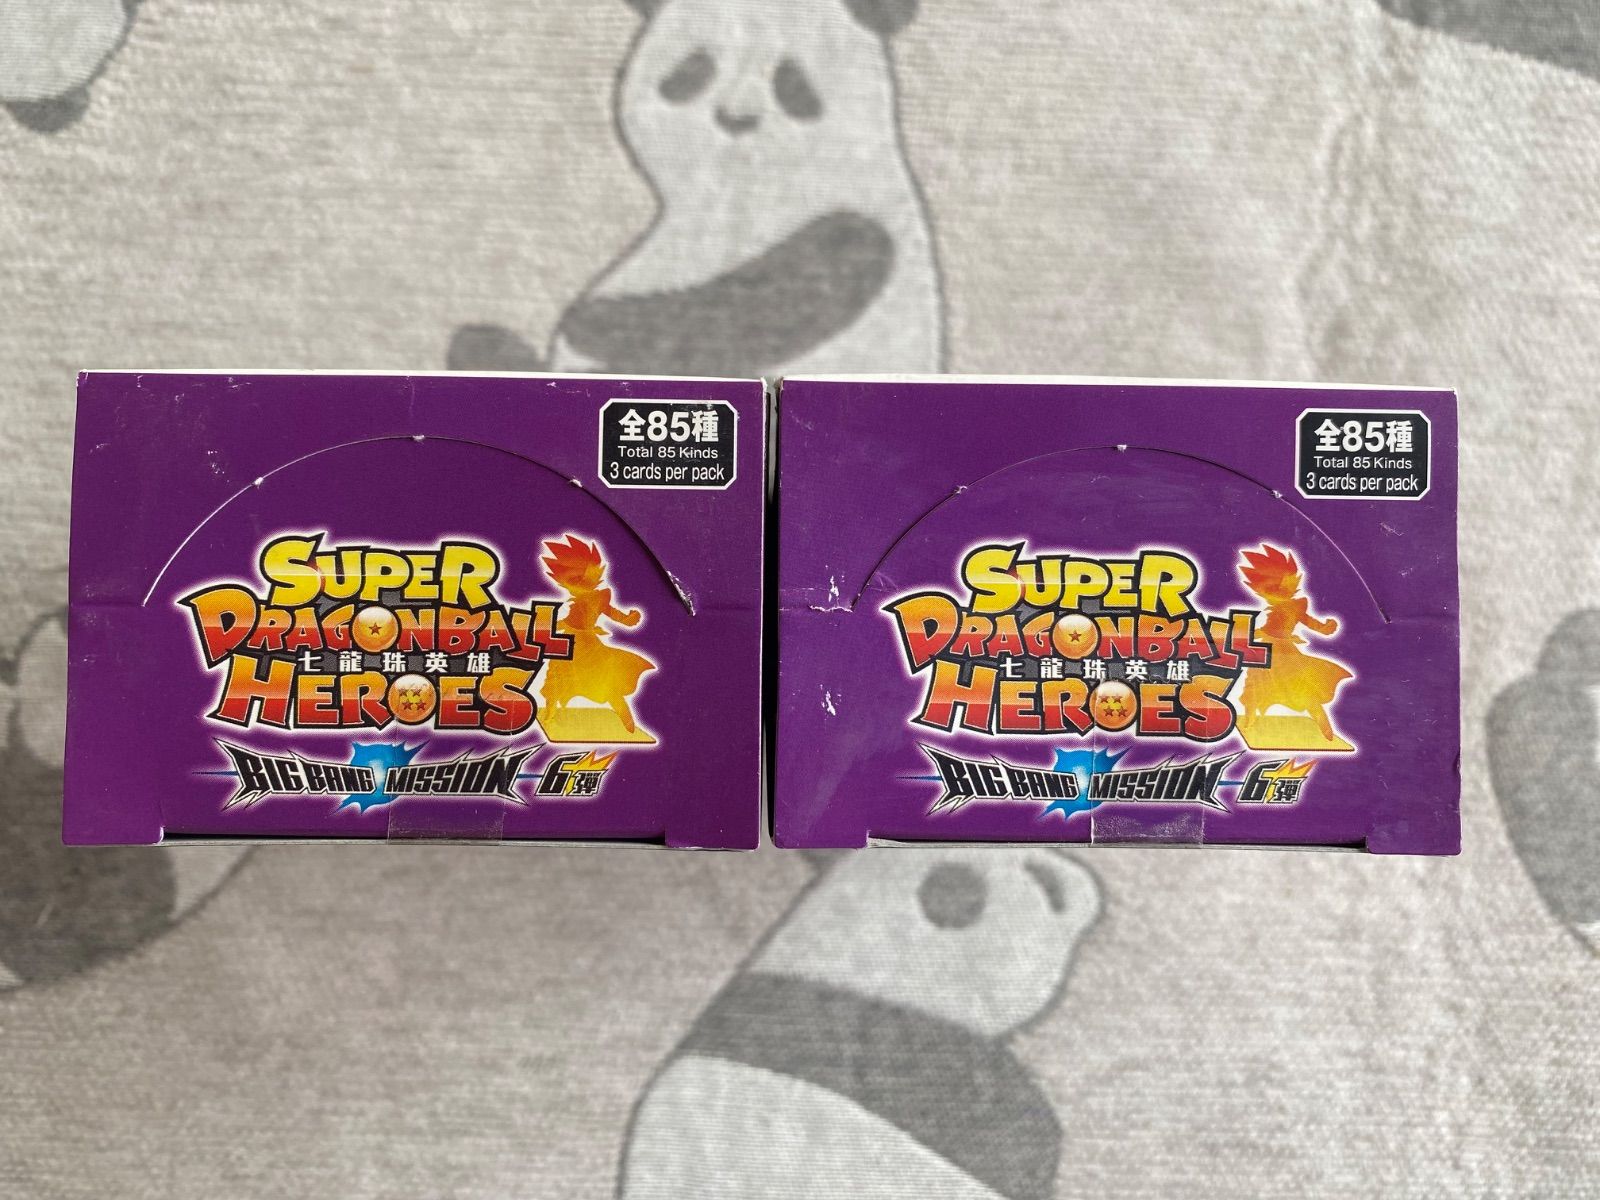 全85種
Total 85 Kinds
3 cards per pack
SUPER
DRAGONBALL
七龍珠英雄
HEROES
BIG BANG MISSION 6弾
全85種
Total 85 Kinds
3 cards per pack
SUPER
DRAGONBALL
七龍珠英雄
HEROES
BIG BANG MISSION 6弾